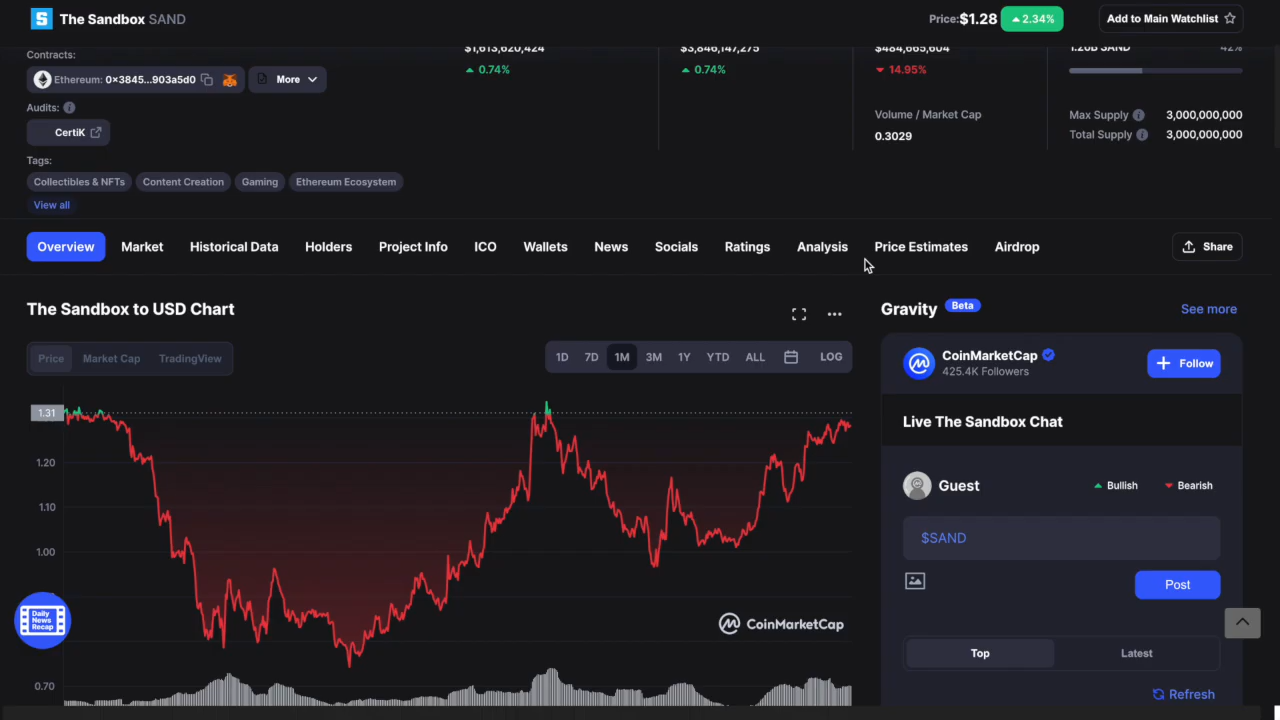 The Sandbox SAND
Price: $1.28 2.34%
Add to Main Watchlist
Contracts:
Ethereum: 0x3845...903a5d0
More
Audits:
CertiK
Tags:
Collectibles & NFTs
Content Creation
Gaming
Ethereum Ecosystem
View all
$1,613,620,424
0.74%
$3,846,147,275
0.74%
$484,665,604
14.95%
Volume / Market Cap
0.3029
1.26B SAND
42%
Max Supply 3,000,000,000
Total Supply 3,000,000,000
Overview
Market
Historical Data
Holders
Project Info
ICO
Wallets
News
Socials
Ratings
Analysis
Price Estimates
Airdrop
Share
The Sandbox to USD Chart
Price
Market Cap
TradingView
1D
7D
1M
3M
1Y
YTD
ALL
LOG
1.31
1.20
1.10
1.00
0.70
CoinMarketCap
Daily
News
Recap
Gravity Beta
See more
CoinMarketCap
425.4K Followers
Follow
Live The Sandbox Chat
Guest
Bullish
Bearish
$SAND
Post
Top
Latest
Refresh